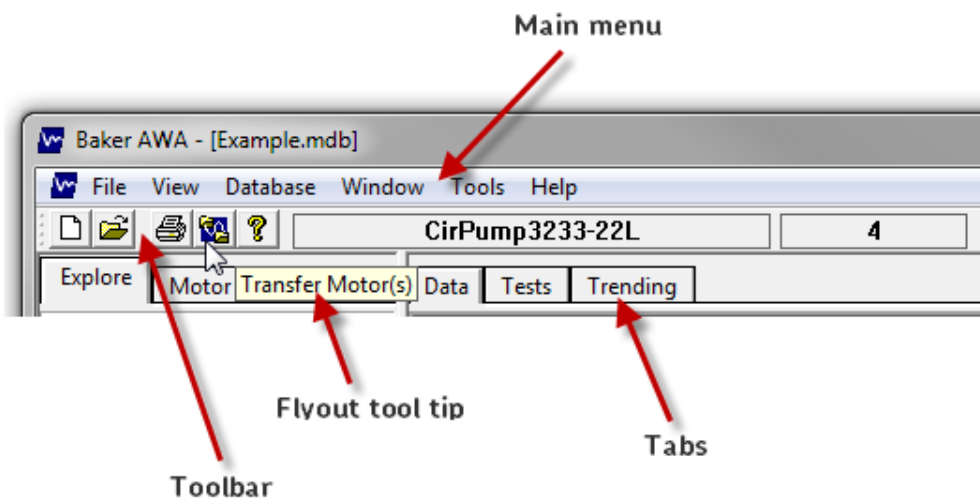 Main menu
Baker AWA - [Example.mdb]
File View Database Window Tools Help
CirPump3233-22L 4
Explore Motor Transfer Motor(s) Data Tests Trending
Flyout tool tip
Tabs
Toolbar